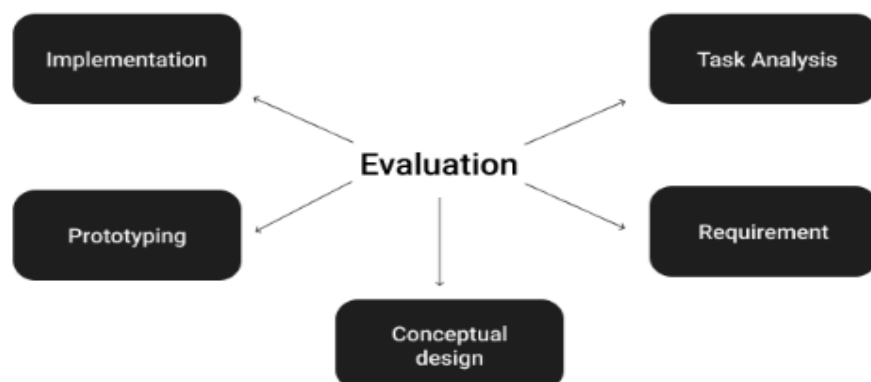 Implementation
Task Analysis
Evaluation
Prototyping
Requirement
Conceptual
design